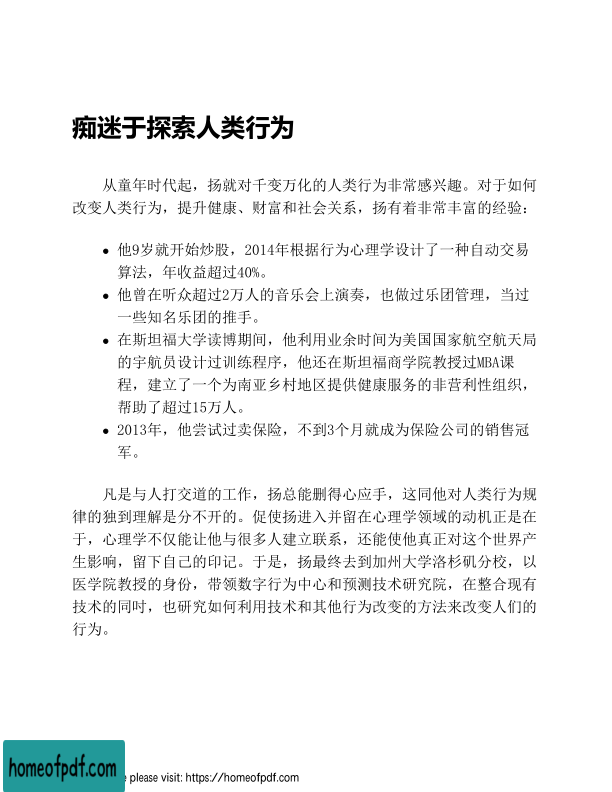 痴迷于探索人类行为
从童年时代起，扬就对千变万化的人类行为非常感兴趣。对于如何
改变人类行为，提升健康、财富和社会关系，扬有着非常丰富的经验：
● 他9岁就开始炒股，2014年根据行为心理学设计了一种自动交易
算法，年收益超过40%。
● 他曾在听众超过2万人的音乐会上演奏，也做过乐团管理，当过
一些知名乐团的推手。
● 在斯坦福大学读博期间，他利用业余时间为美国国家航空航天局
的宇航员设计过训练程序，他还在斯坦福商学院教授过MBA课
程，建立了一个为南亚乡村地区提供健康服务的非营利性组织，
帮助了超过15万人。
● 2013年，他尝试过卖保险，不到3个月就成为保险公司的销售冠
军。
凡是与人打交道的工作，扬总能删得心应手，这同他对人类行为规
律的独到理解是分不开的。促使扬进入并留在心理学领域的动机正是在
于，心理学不仅能让他与很多人建立联系，还能使他真正对这个世界产
生影响，留下自己的印记。于是，扬最终去到加州大学洛杉矶分校，以
医学院教授的身份，带领数字行为中心和预测技术研究院，在整合现有
技术的同吋，也研究如何利用技术和其他行为改变的方法来改变人们的
行为。
homeofpdf.com
e please visit: https://homeofpdf.com